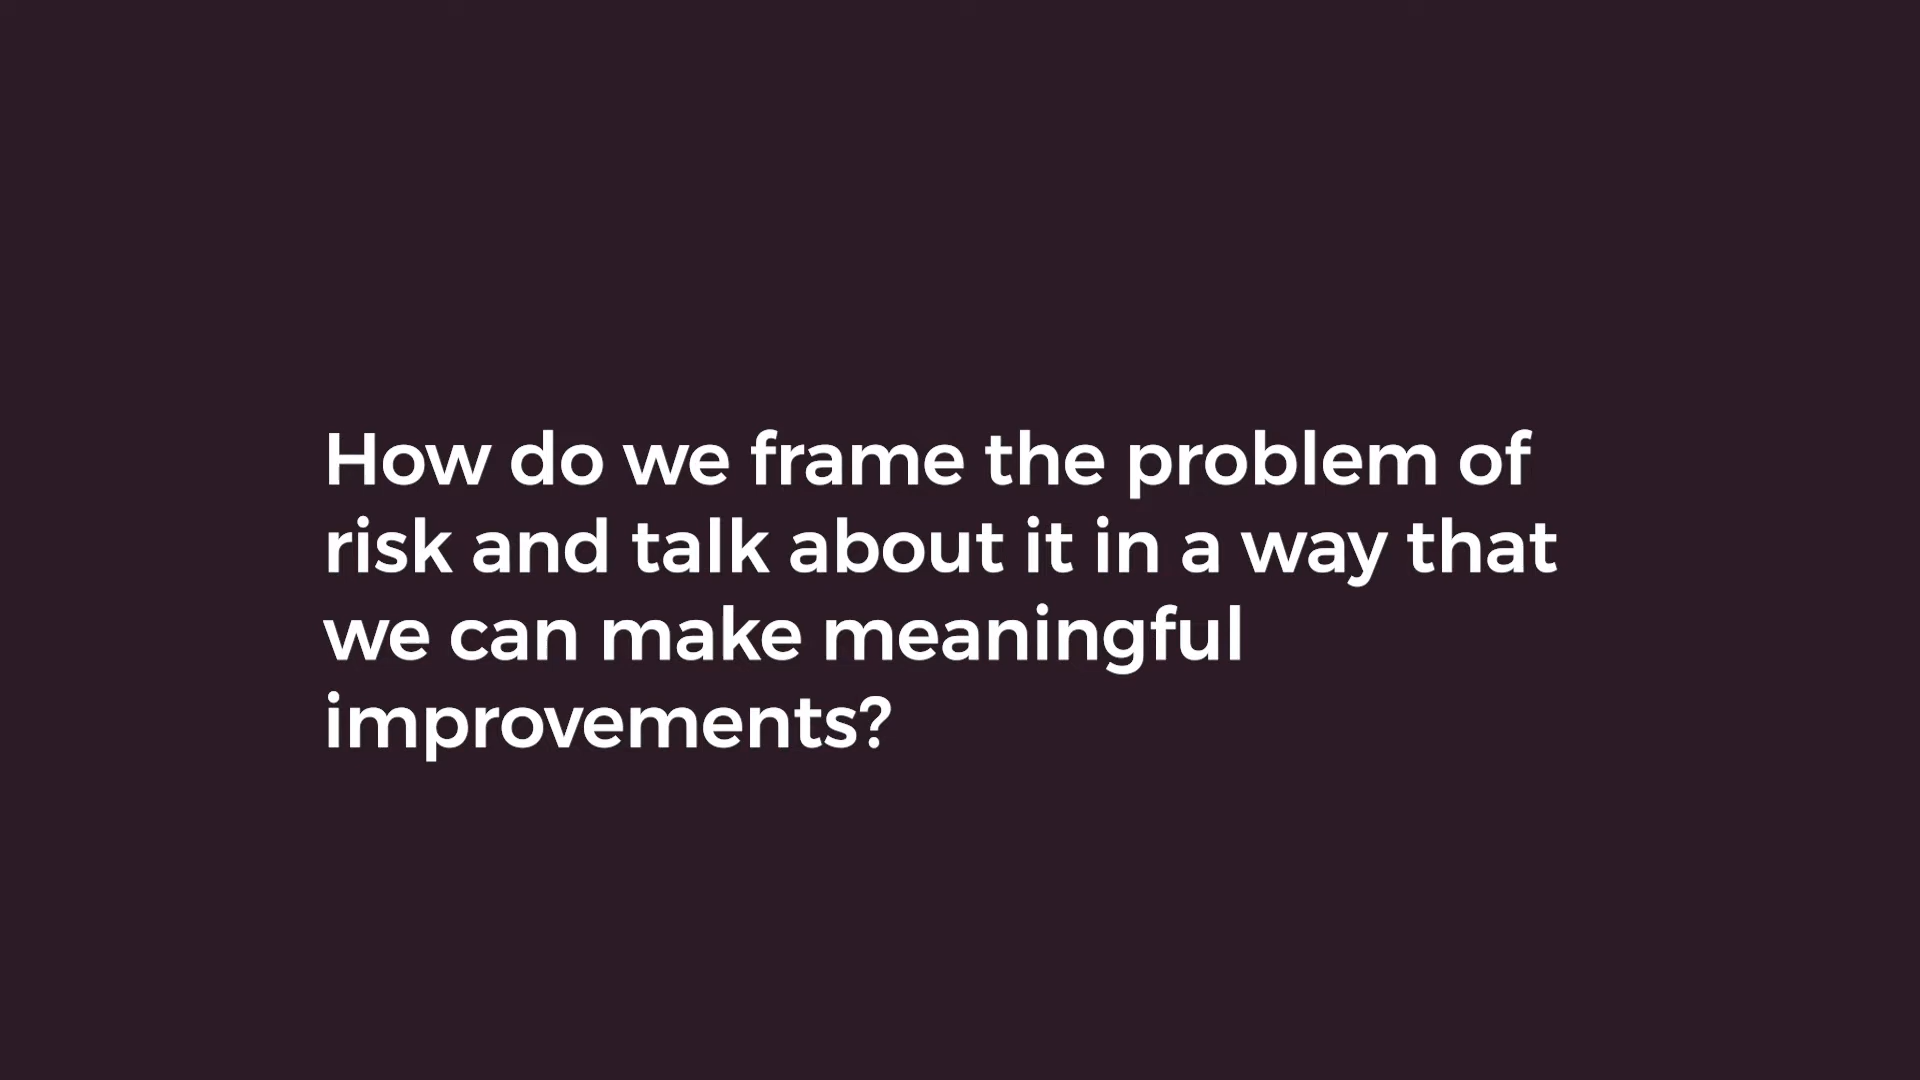 How do we frame the problem of
risk and talk about it in a way that
we can make meaningful
improvements?